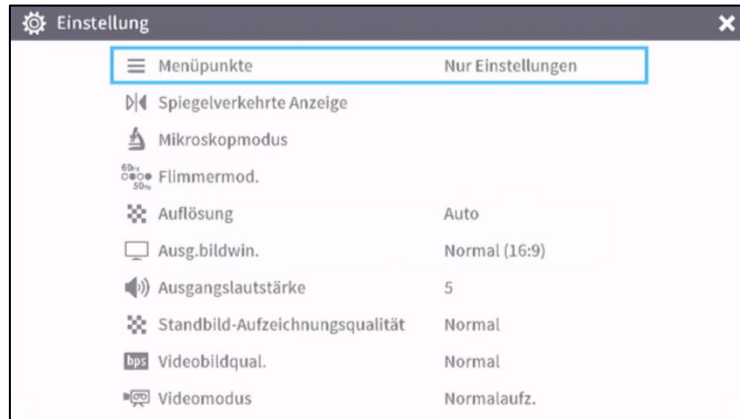 Einstellung
Menüpunkte Nur Einstellungen
Spiegelverkehrte Anzeige
Mikroskopmodus
60Hz 50Hz Flimmermod.
Auflösung Auto
Ausg.bildwin. Normal (16:9)
Ausgangslautstärke 5
Standbild-Aufzeichnungsqualität Normal
bps Videobildqual. Normal
Videomodus Normalaufz.